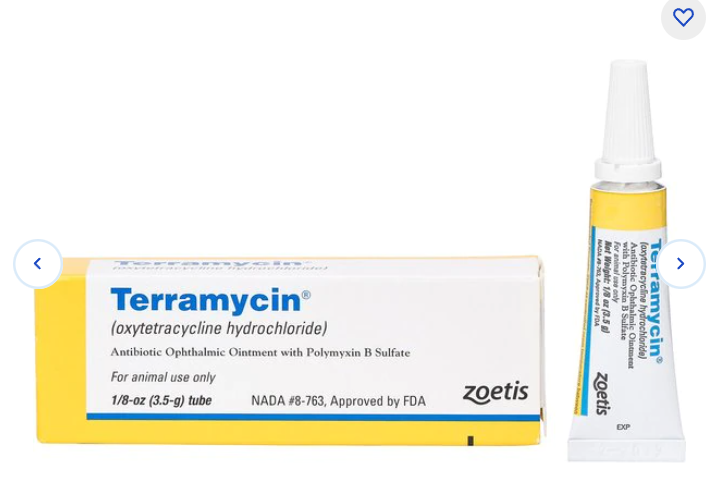 Terramycin®
(oxytetracycline hydrochloride)
Terramycin®
(oxytetracycline hydrochloride)
Antibiotic Ophthalmic Ointment with Polymyxin B Sulfate
For animal use only
1/8-oz (3.5-g) tube NADA #8-763, Approved by FDA
zoetis
Terramycin®
(oxytetracycline hydrochloride)
Antibiotic Ophthalmic Ointment
with Polymyxin B Sulfate
For animal use only
Net Weight: 1/8 oz (3.5 g)
NADA #8-763, Approved by FDA
zoetis
EXP